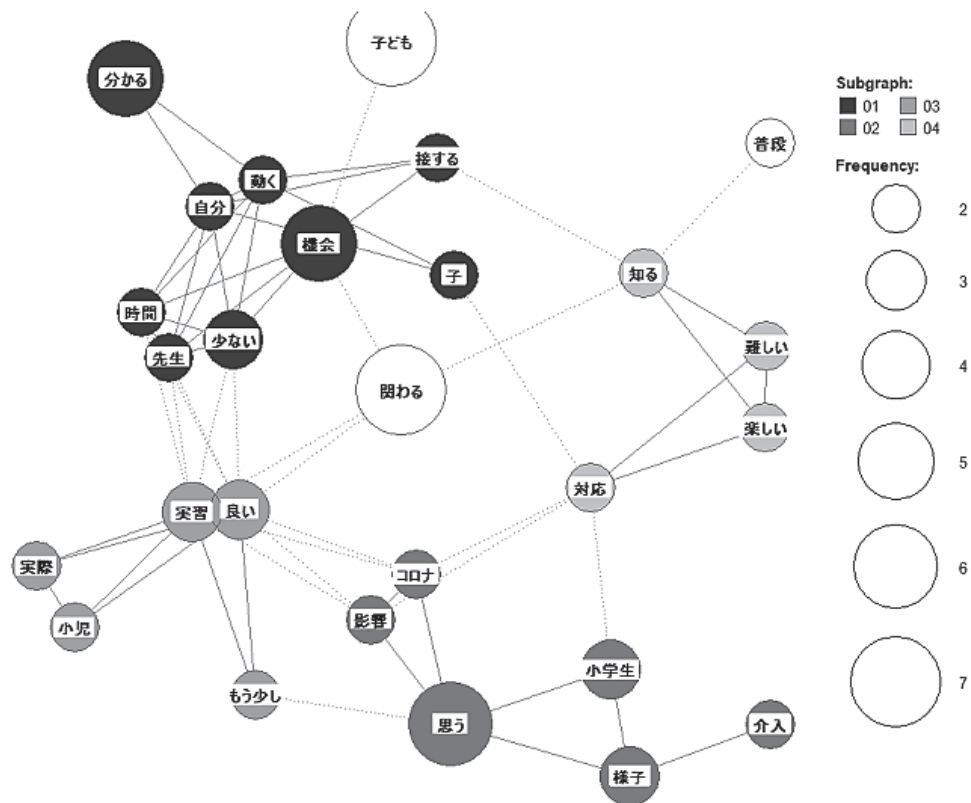 子ども
分かる
Subgraph:
01 03
02 04
普段
接する
Frequency:
動く
自分
2
機会
知る
子
3
時間
少ない
難しい
先生
4
関わる
楽しい
5
対応
実習 良い
実際
コロナ
6
影響
小児
小学生
もう少し
7
思う
介入
様子